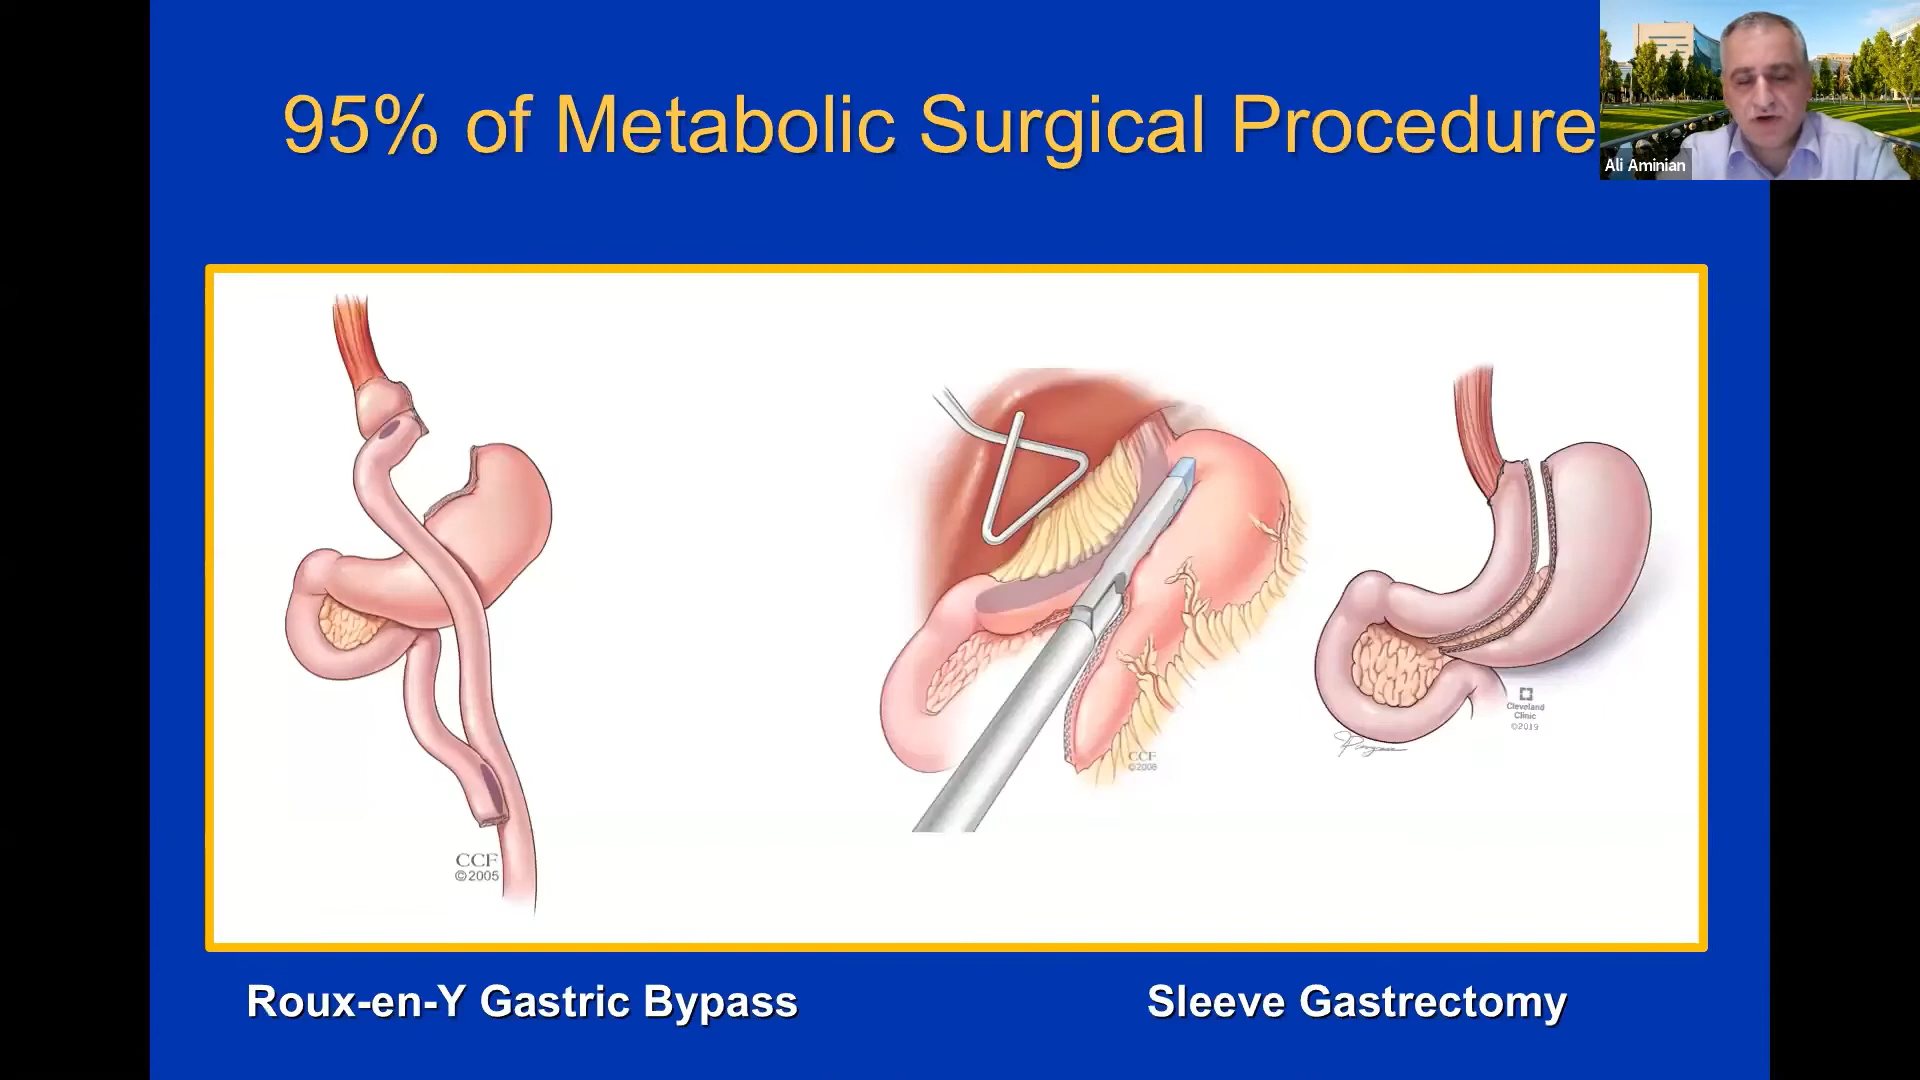 95% of Metabolic Surgical Procedure
Ali Aminian
CCF
©2005
CCF
©2008
Cleveland
Clinic
©2019
Roux-en-Y Gastric Bypass
Sleeve Gastrectomy